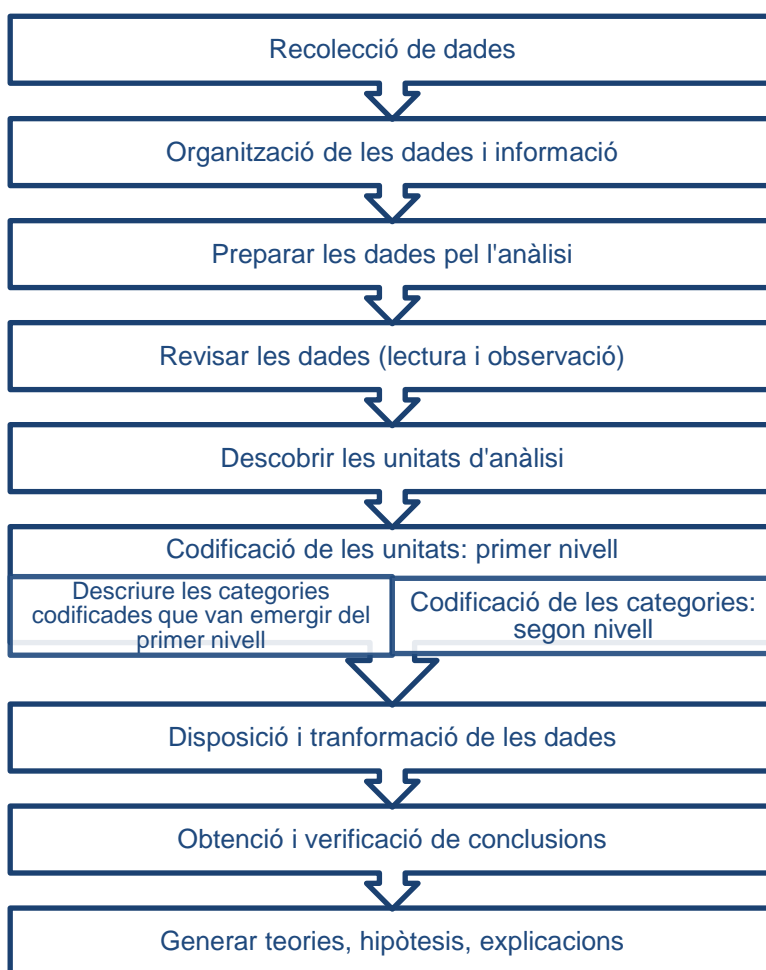 Recolecció de dades
Organització de les dades i informació
Preparar les dades pel l'anàlisi
Revisar les dades (lectura i observació)
Descobrir les unitats d'anàlisi
Codificació de les unitats: primer nivell
Descriure les categories
codificades que van emergir del
primer nivell
Codificació de les categories:
segon nivell
Disposició i tranformació de les dades
Obtenció i verificació de conclusions
Generar teories, hipòtesis, explicacions